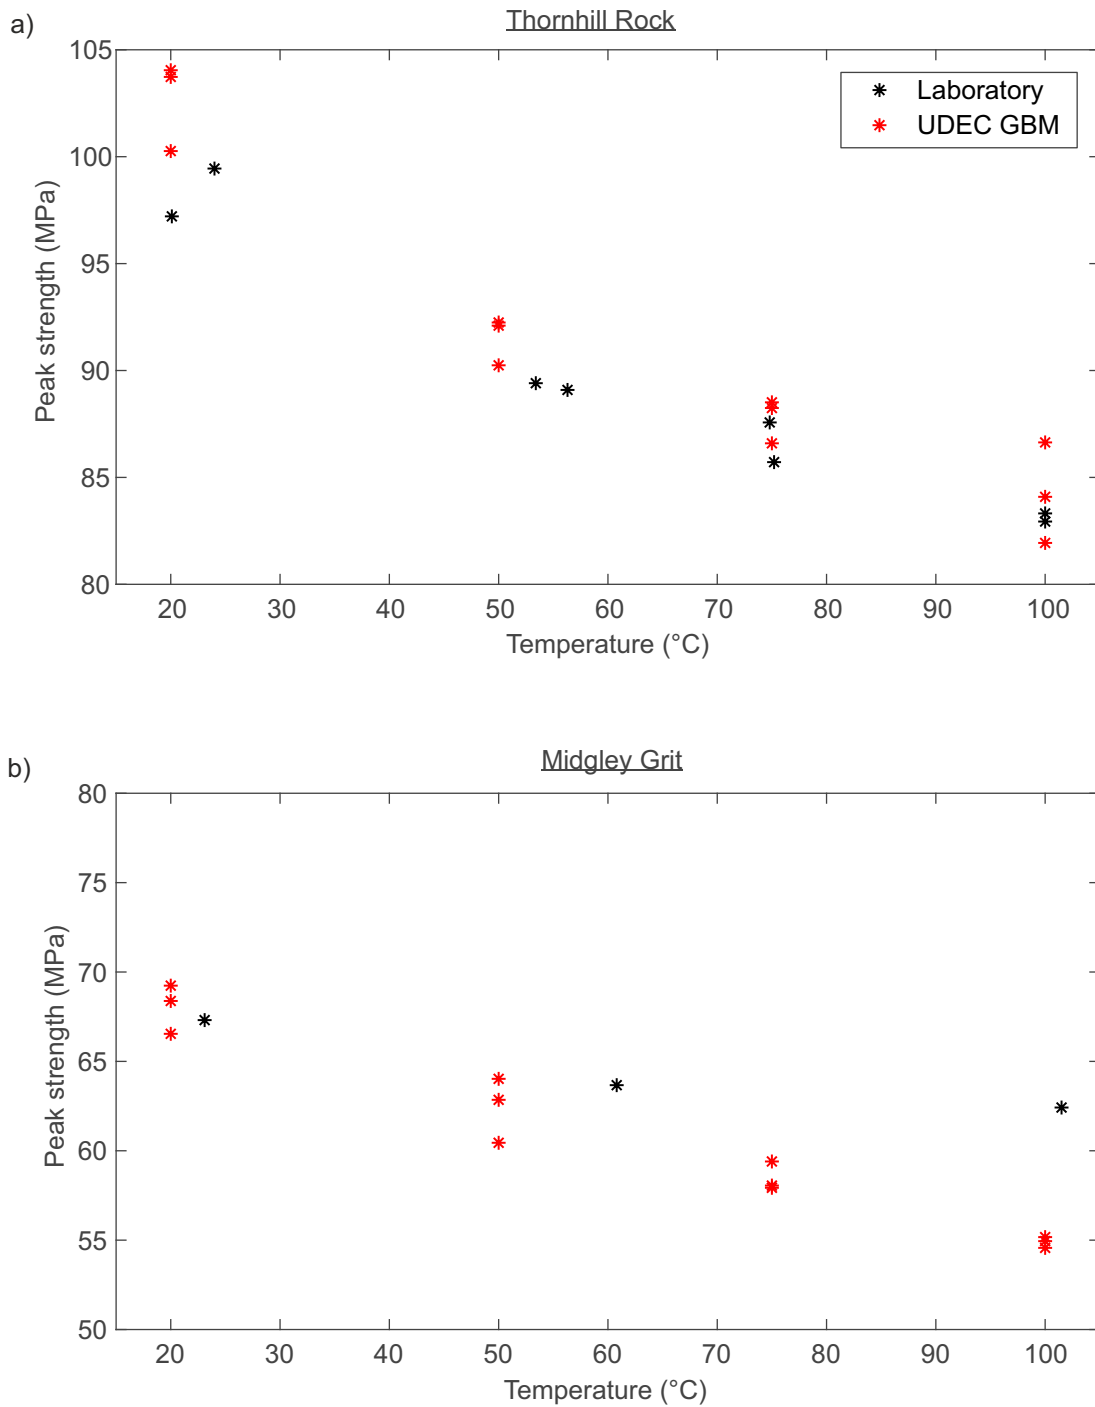 a)
Thornhill Rock
105
100
95
90
85
80
Peak strength (MPa)
Laboratory
UDEC GBM
20 30 40 50 60 70 80 90 100
Temperature (°C)
b)
Midgley Grit
80
75
70
65
60
55
50
Peak strength (MPa)
20 30 40 50 60 70 80 90 100
Temperature (°C)